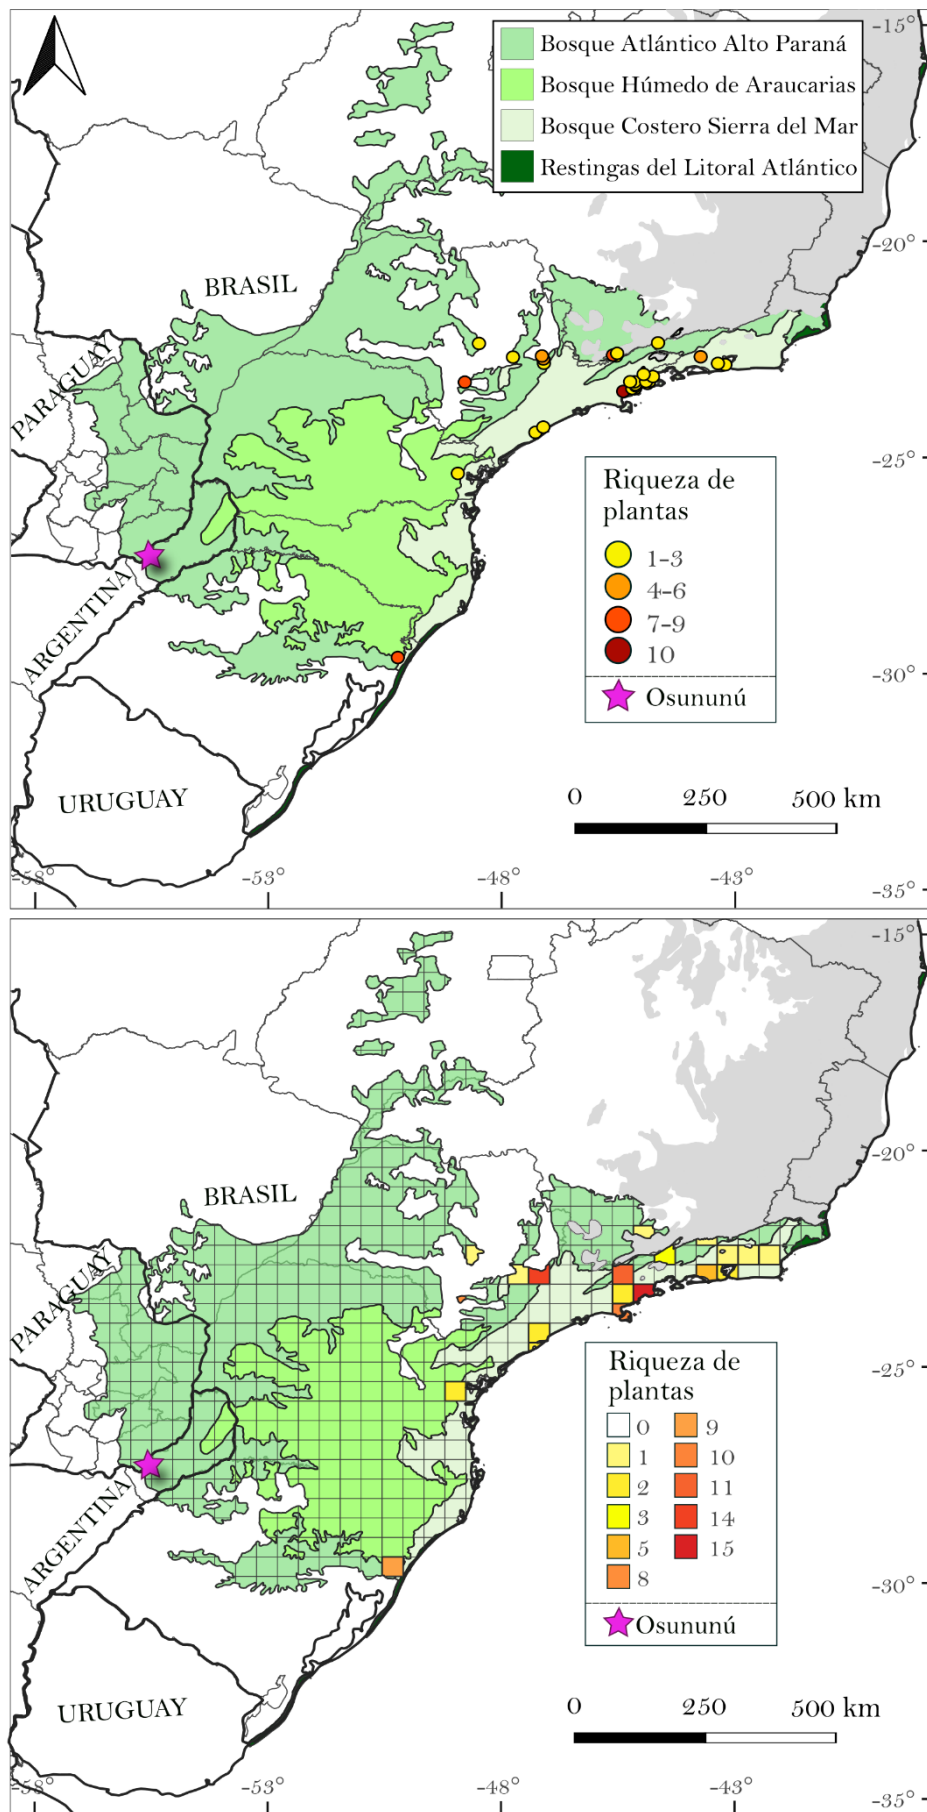 -15°
Bosque Atlántico Alto Paraná
Bosque Húmedo de Araucarias
Bosque Costero Sierra del Mar
Restingas del Litoral Atlántico
-20°
BRASIL
PARAGUAY
-25°
Riqueza de
plantas
1-3
4-6
7-9
10
Osununú
ARGENTINA
-30°
URUGUAY
0 250 500 km
-58° -53° -48° -43°
-35°
-15°
-20°
BRASIL
PARAGUAY
-25°
Riqueza de
plantas
0 9
1 10
2 11
3 14
5 15
8
Osununú
ARGENTINA
-30°
URUGUAY
0 250 500 km
-58° -53° -48° -43°
-35°